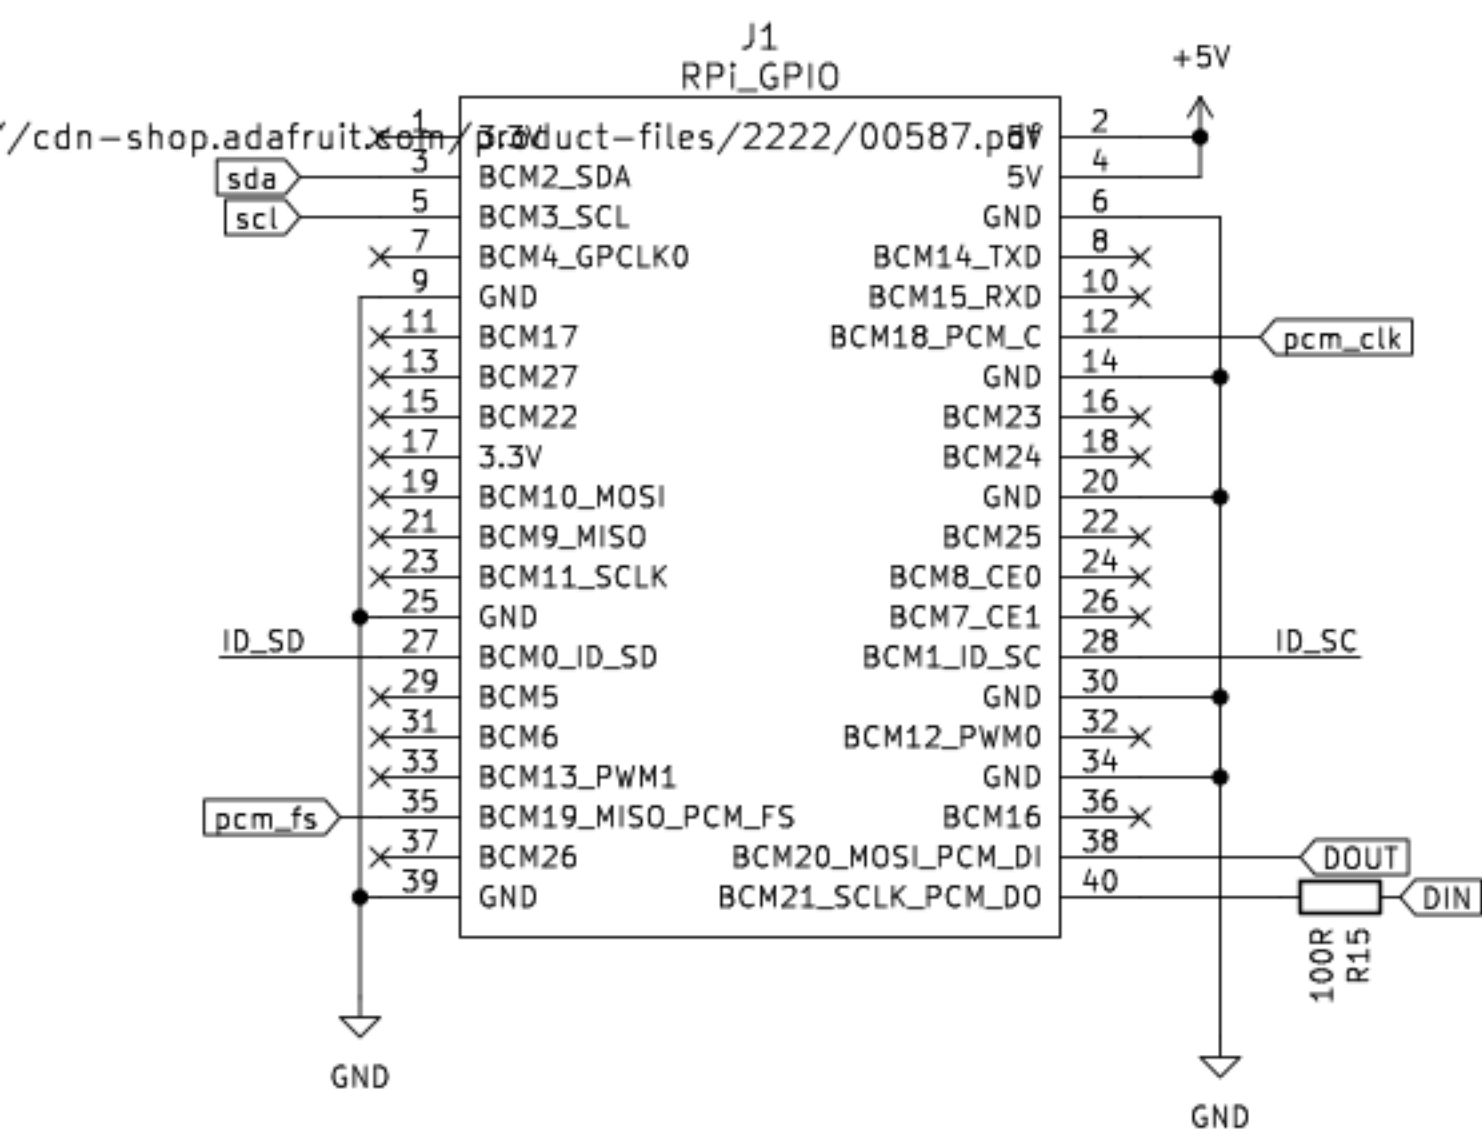 J1
RPi_GPIO
+5V
//cdn-shop.adafruit.com/product-files/2222/00587.pdf
1 3.3V 5V 2
sda 3 BCM2_SDA 5V 4
scl 5 BCM3_SCL GND 6
7 BCM4_GPCLK0 BCM14_TXD 8
9 GND BCM15_RXD 10
11 BCM17 BCM18_PCM_C 12 pcm_clk
13 BCM27 GND 14
15 BCM22 BCM23 16
17 3.3V BCM24 18
19 BCM10_MOSI GND 20
21 BCM9_MISO BCM25 22
23 BCM11_SCLK BCM8_CE0 24
25 GND BCM7_CE1 26
ID_SD 27 BCM0_ID_SD BCM1_ID_SC 28 ID_SC
29 BCM5 GND 30
31 BCM6 BCM12_PWM0 32
33 BCM13_PWM1 GND 34
pcm_fs 35 BCM19_MISO_PCM_FS BCM16 36
37 BCM26 BCM20_MOSI_PCM_DI 38 DOUT
39 GND BCM21_SCLK_PCM_DO 40 DIN
100R
R15
GND
GND